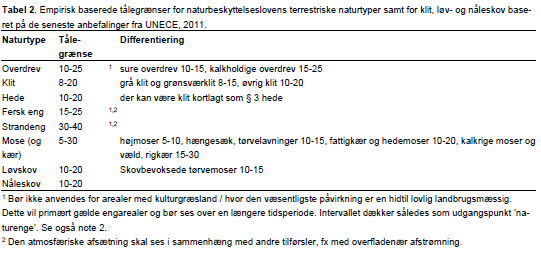 Tabel 2. Empirisk baserede tålegrænser for naturbeskyttelseslovens terrestriske naturtyper samt for klit, løv- og nåleskov base-
ret på de seneste anbefalinger fra UNECE, 2011.
Naturtype Tåle- Differentiering
grænse
Overdrev 10-25 1 sure overdrev 10-15, kalkholdige overdrev 15-25
Klit 8-20 grå klit og grønsværklit 8-15, øvrig klit 10-20
Hede 10-20 der kan være klit kortlagt som § 3 hede
Fersk eng 15-25 1,2
Strandeng 30-40 1,2
Mose (og 5-30 højmoser 5-10, hængesæk, tørvelavninger 10-15, fattigkær og hedemoser 10-20, kalkrige moser og
kær) væld, rigkær 15-30
Løvskov 10-20 Skovbevoksede tørvemoser 10-15
Nåleskov 10-20
1 Bør ikke anvendes for arealer med kulturgræsland / hvor den væsentligste påvirkning er en hidtil lovlig landbrugsmæssig.
Dette vil primært gælde engarealer og bør ses over en længere tidsperiode. Intervallet dækker således som udgangspunkt 'na-
turenge'. Se også note 2.
2 Den atmosfæriske afsætning skal ses i sammenhæng med andre tilførsler, fx med overfladenær afstrømning.